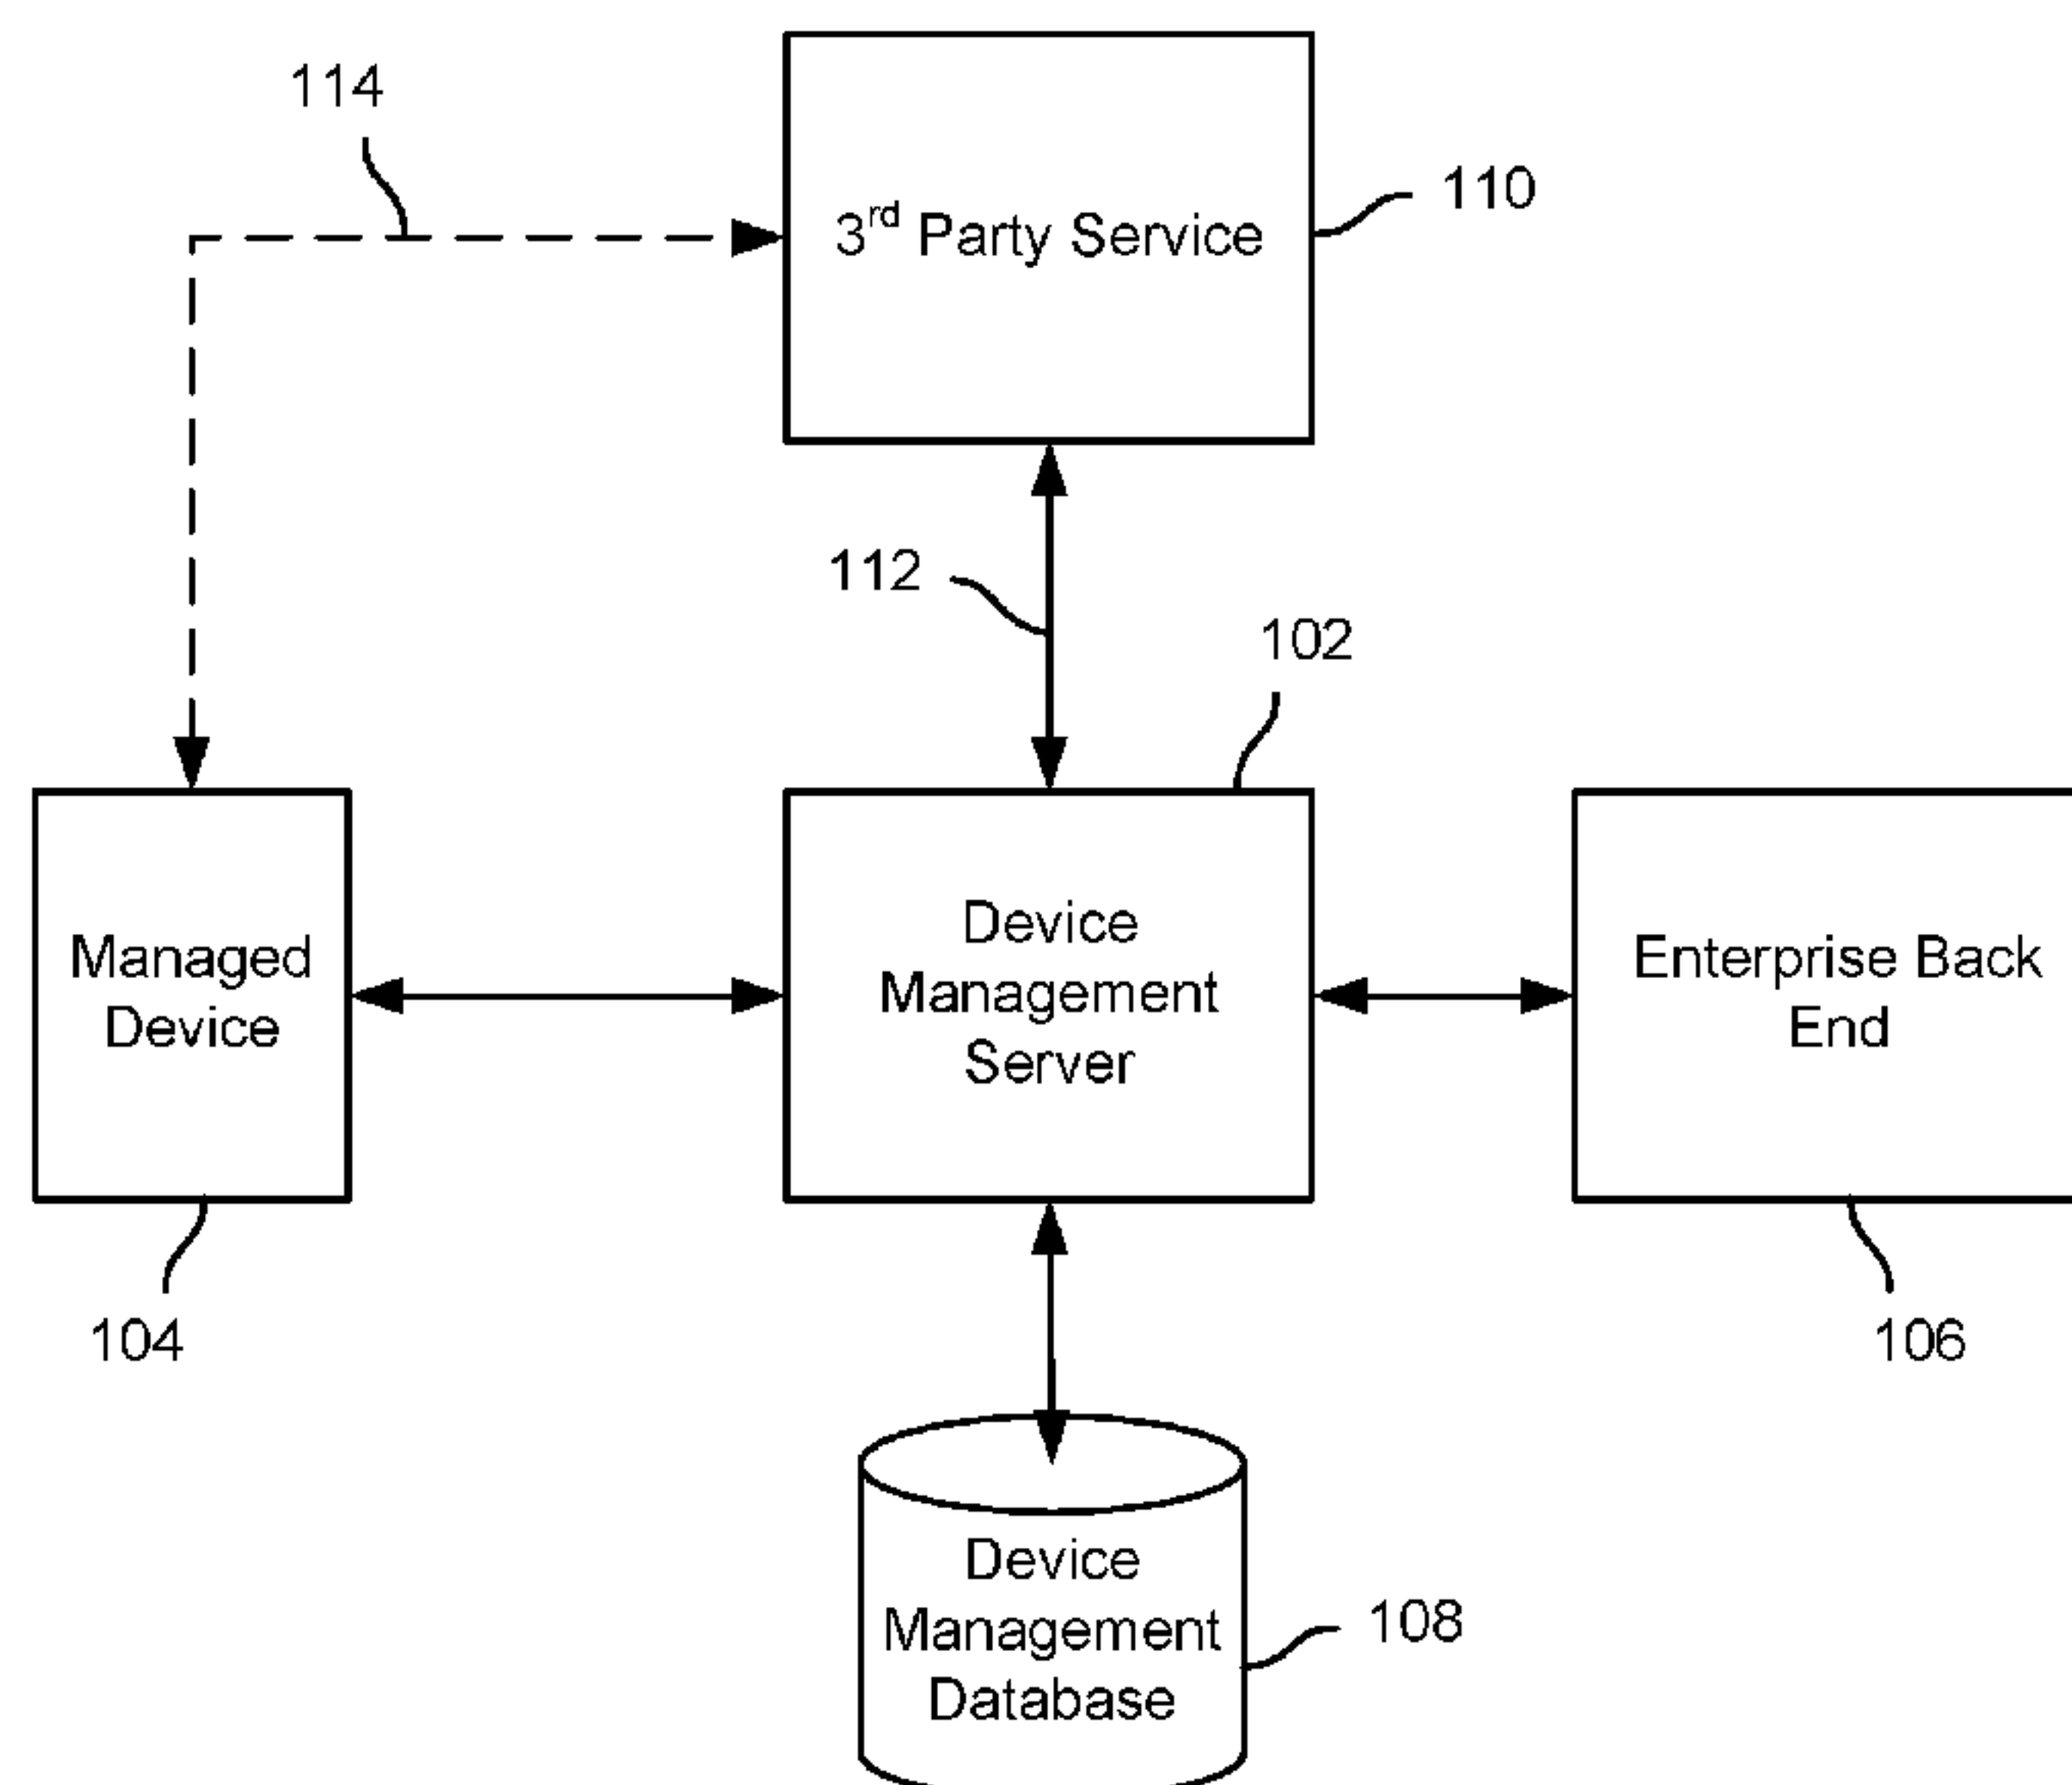 114
3rd Party Service
110
112
102
Managed
Device
Device
Management
Server
Enterprise Back
End
104
106
Device
Management
Database
108